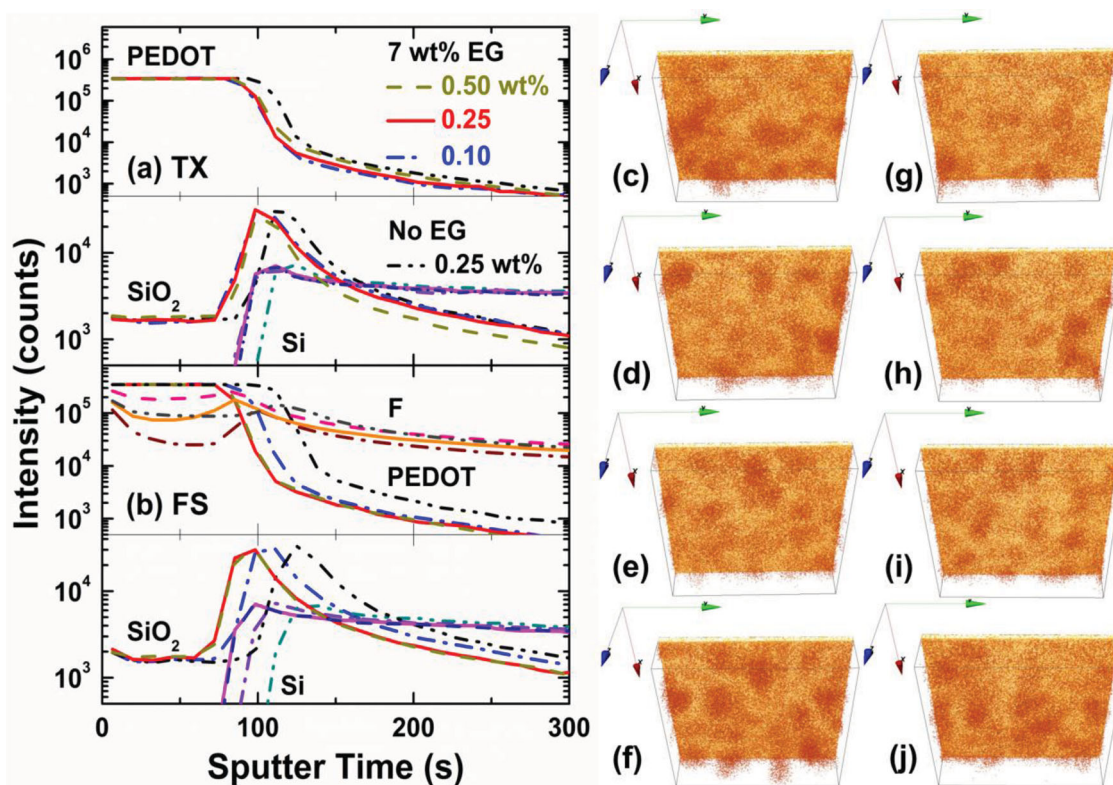 Intensity (counts)
10^6
10^5
10^4
10^3
PEDOT
7 wt% EG
0.50 wt%
0.25
0.10
(a) TX
10^4
10^3
SiO2
Si
No EG
0.25 wt%
10^5
10^4
10^3
F
PEDOT
(b) FS
10^4
10^3
SiO2
Si
0 100 200 300
Sputter Time (s)
(c)
(g)
(d)
(h)
(e)
(i)
(f)
(j)